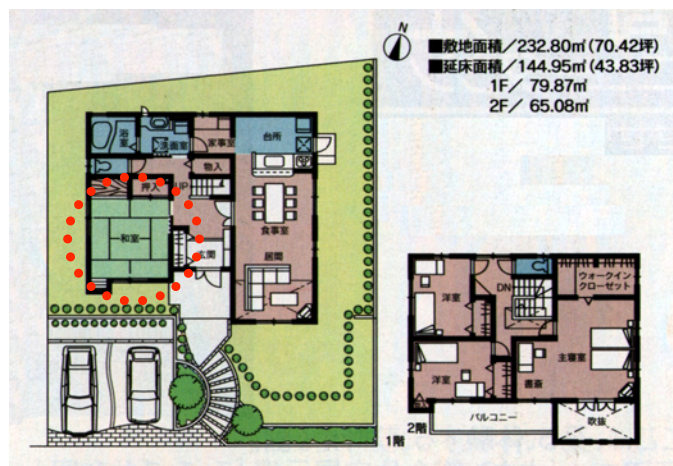 N
■敷地面積／232.80㎡(70.42坪)
■延床面積／144.95㎡(43.83坪)
1F／ 79.87㎡
2F／ 65.08㎡
浴室
洗面室
家事室
台所
物入
押入
UP
和室
玄関
食事室
居間
1階
洋室
DN
ウォークイン
クローゼット
洋室
書斎
主寝室
バルコニー
吹抜
2階